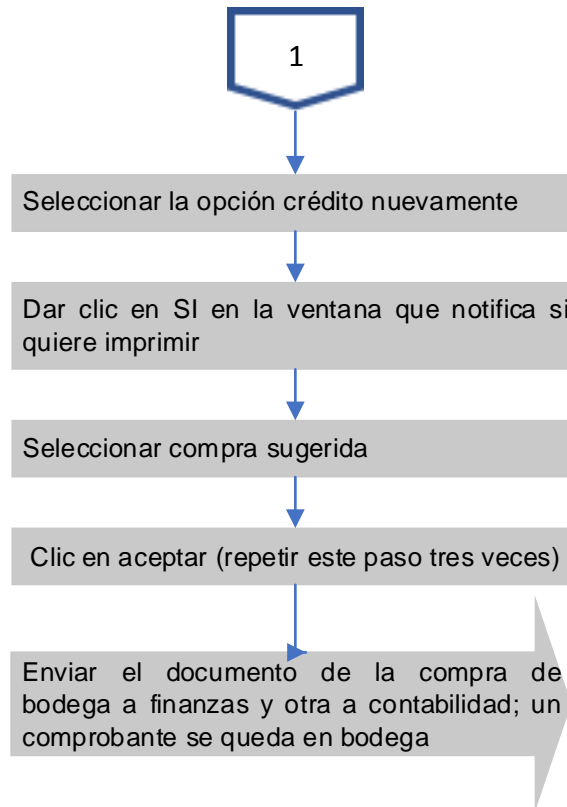 1
Seleccionar la opción crédito nuevamente
Dar clic en SI en la ventana que notifica si
quiere imprimir
Seleccionar compra sugerida
Clic en aceptar (repetir este paso tres veces)
Enviar el documento de la compra de
bodega a finanzas y otra a contabilidad; un
comprobante se queda en bodega